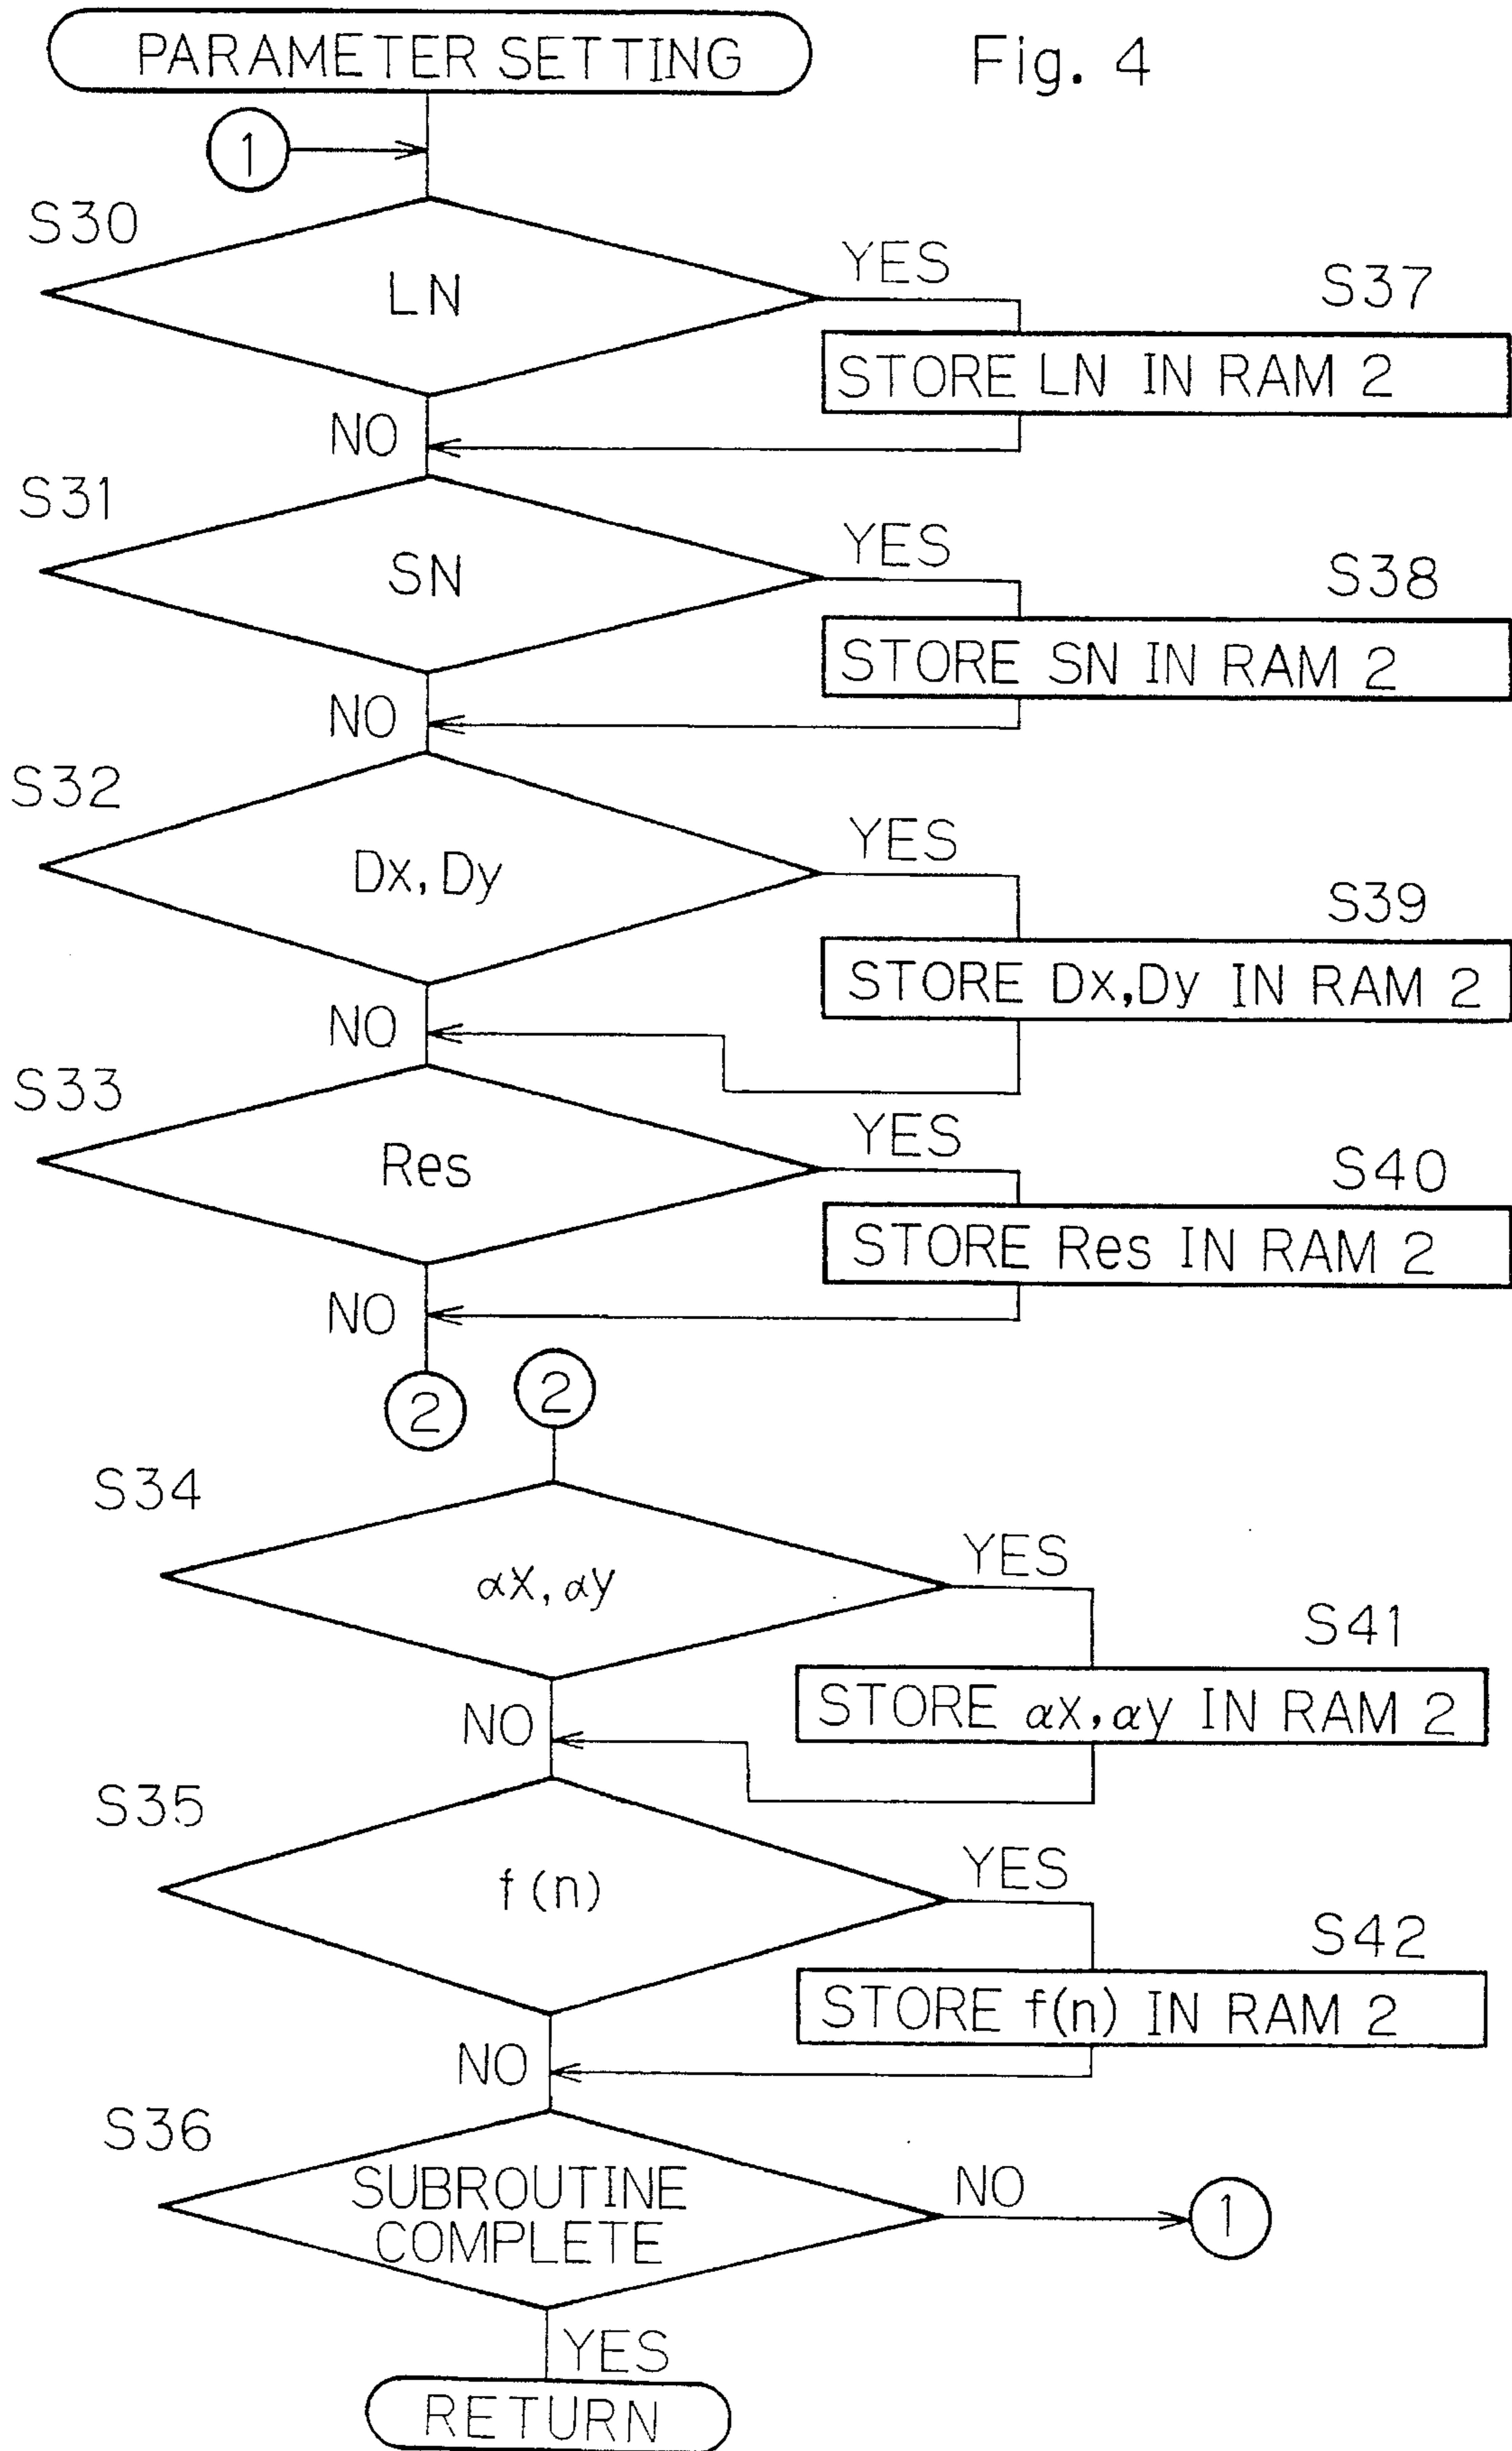 PARAMETER SETTING
Fig. 4
1
S30
LN
YES
S37
STORE LN IN RAM 2
NO
S31
SN
YES
S38
STORE SN IN RAM 2
NO
S32
Dx, Dy
YES
S39
STORE Dx,Dy IN RAM 2
NO
S33
Res
YES
S40
STORE Res IN RAM 2
NO
2
2
S34
αx, αy
YES
S41
STORE αx, αy IN RAM 2
NO
S35
f(n)
YES
S42
STORE f(n) IN RAM 2
NO
S36
SUBROUTINE
COMPLETE
NO
1
YES
RETURN